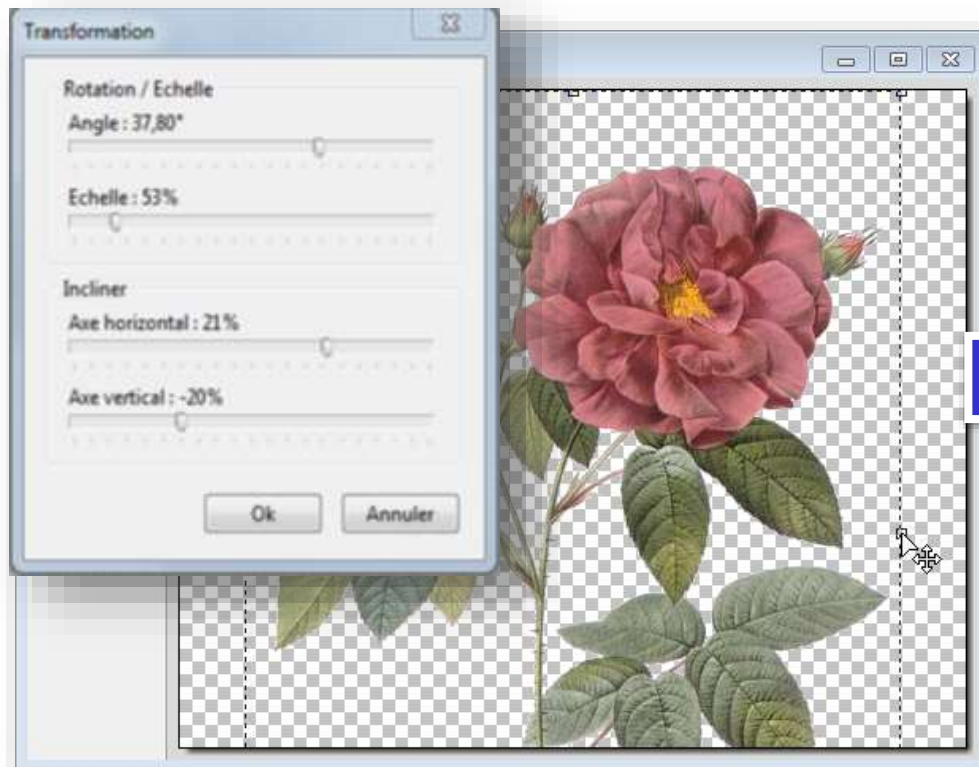 Transformation
Rotation / Echelle
Angle : 37,80°
Echelle : 53%
Incliner
Axe horizontal : 21%
Axe vertical : -20%
Ok
Annuler